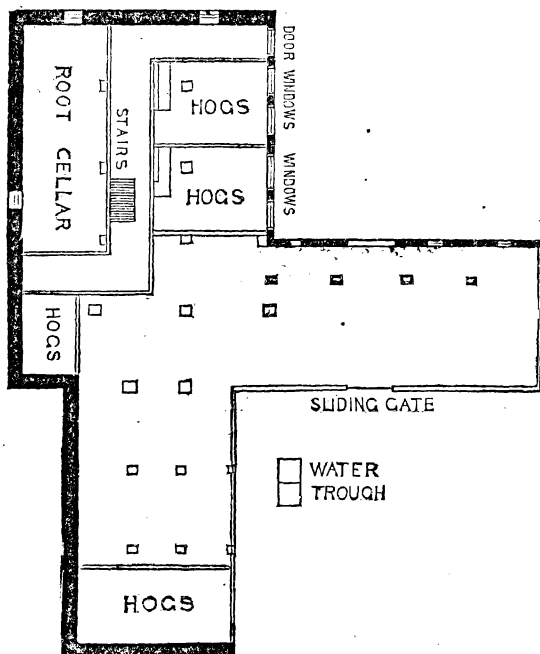 DOOR WINDOWS WINDOWS
ROOT CELLAR
STAIRS
HOGS
HOGS
HOGS
SLIDING GATE
WATER
TROUGH
HOGS